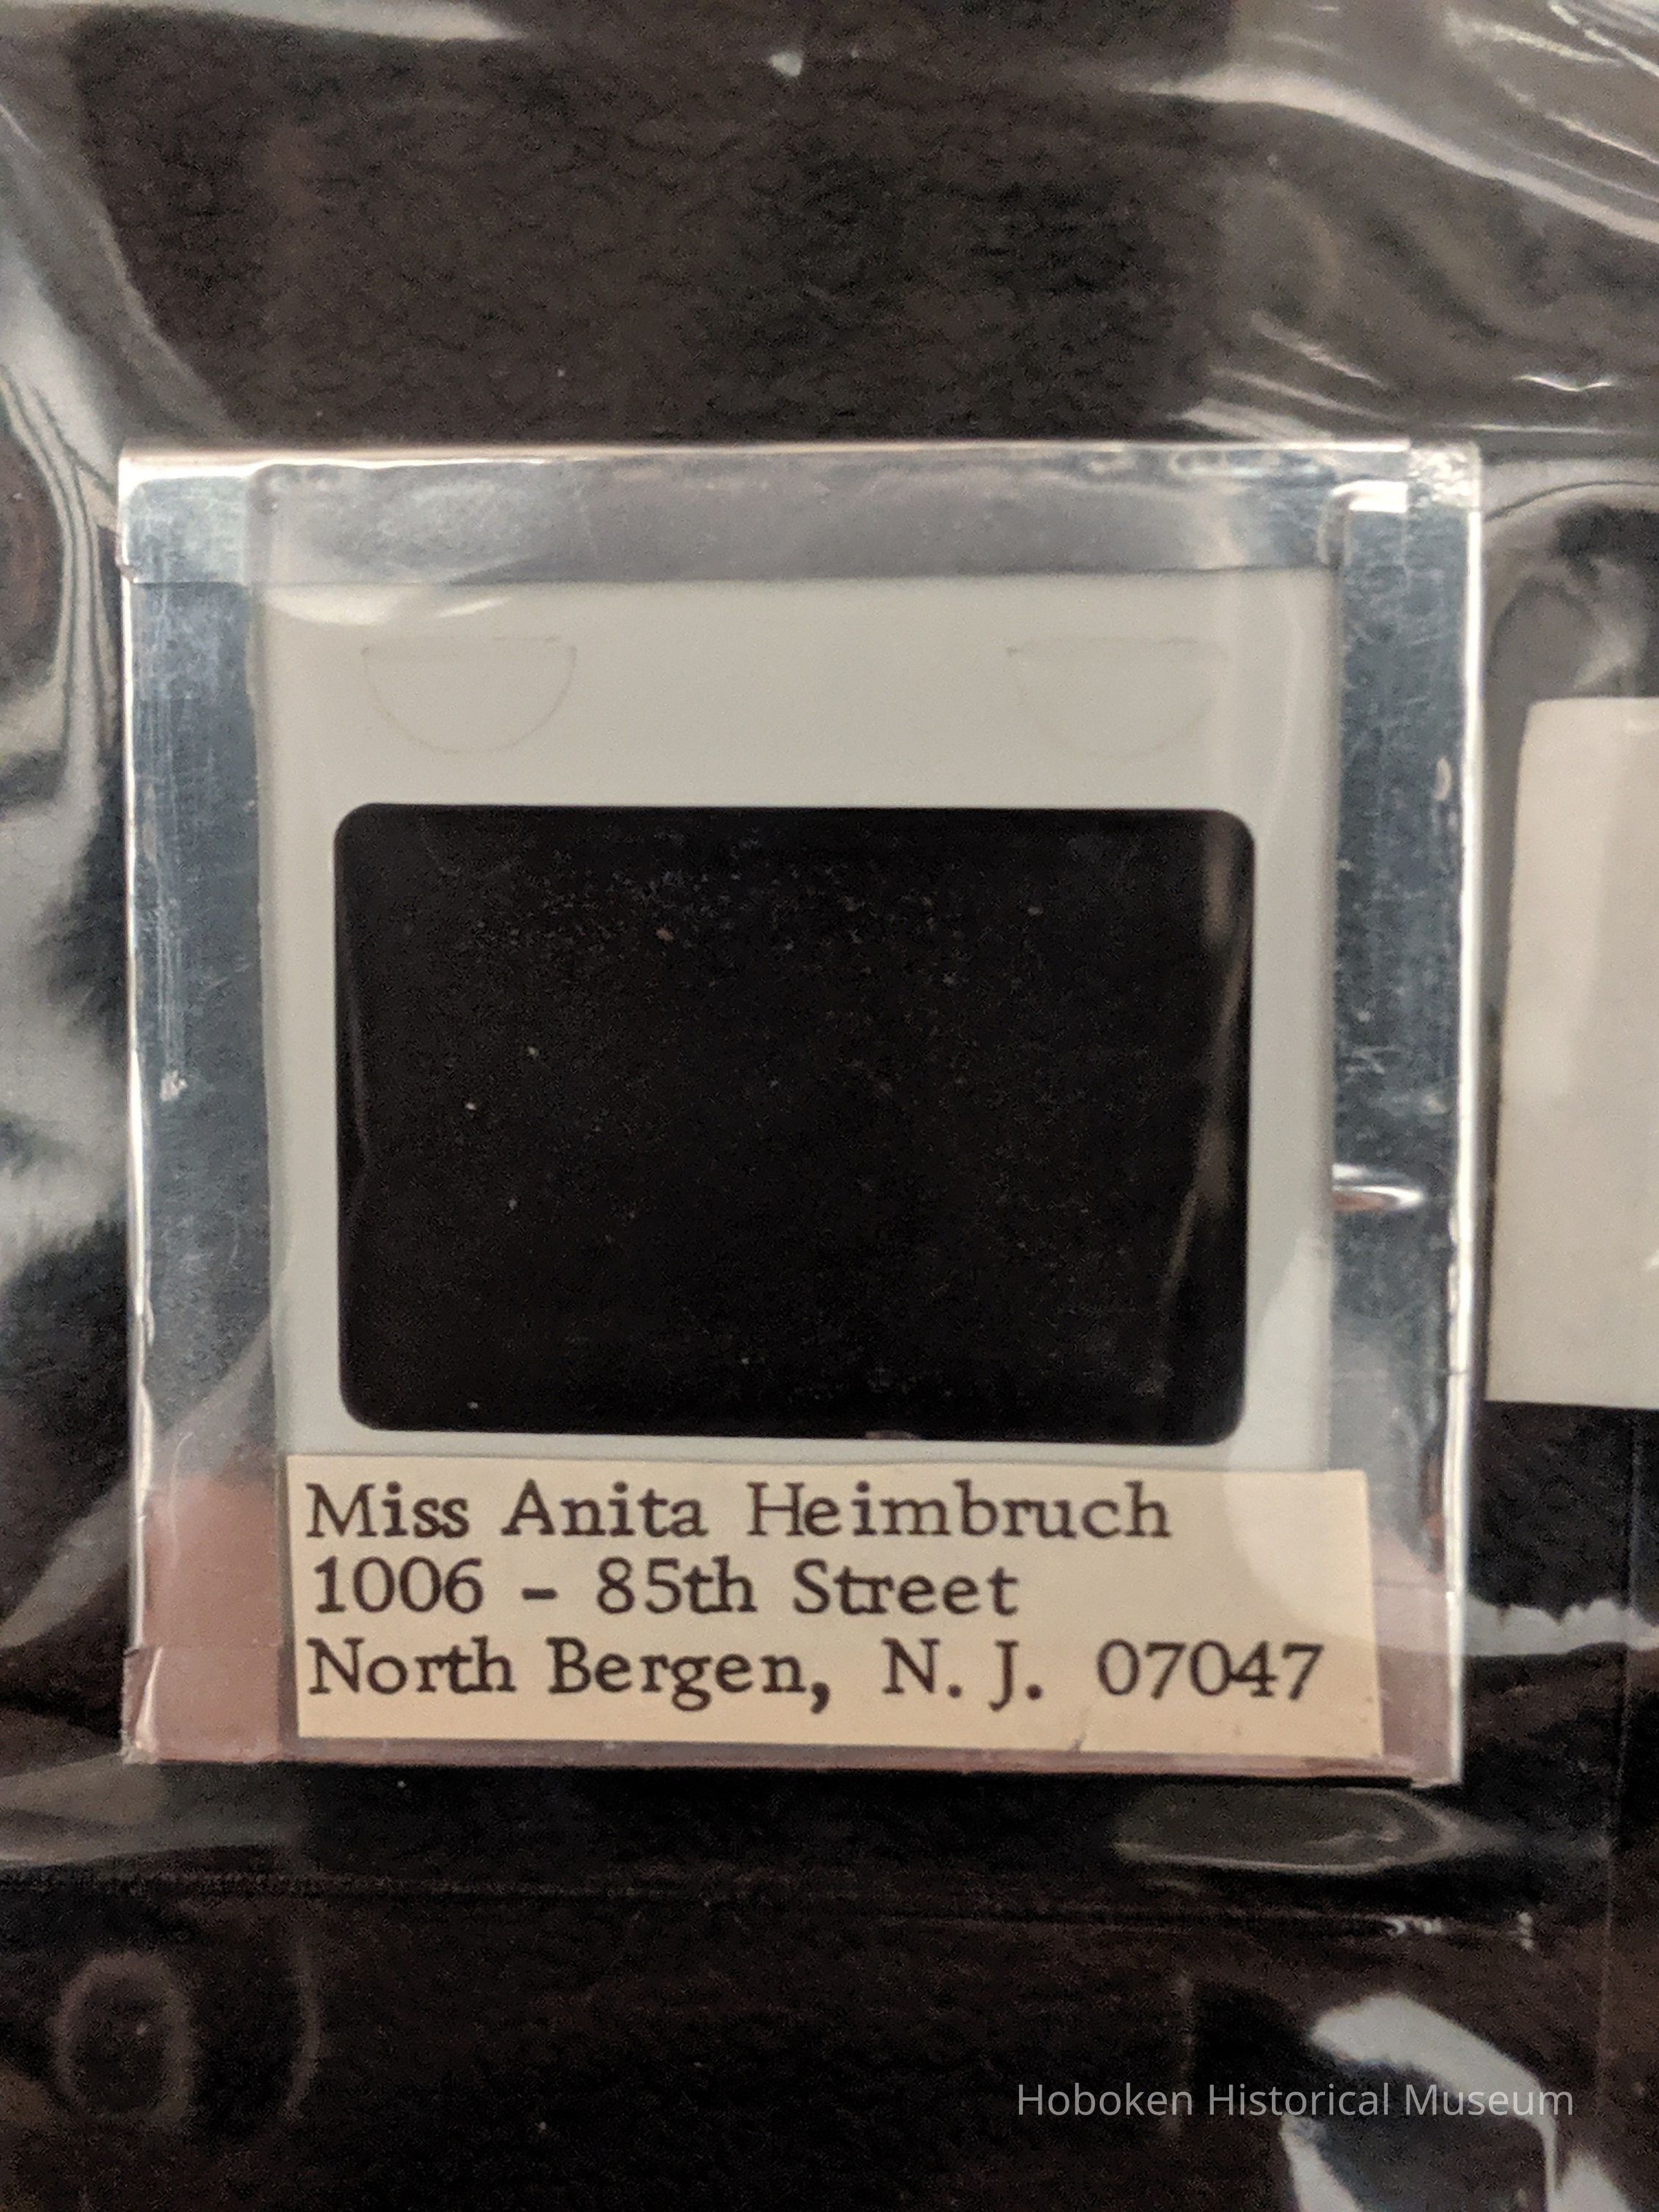 Miss Anita Heimbruch
1006 - 85th Street
North Bergen, N. J. 07047
Hoboken Historical Museum